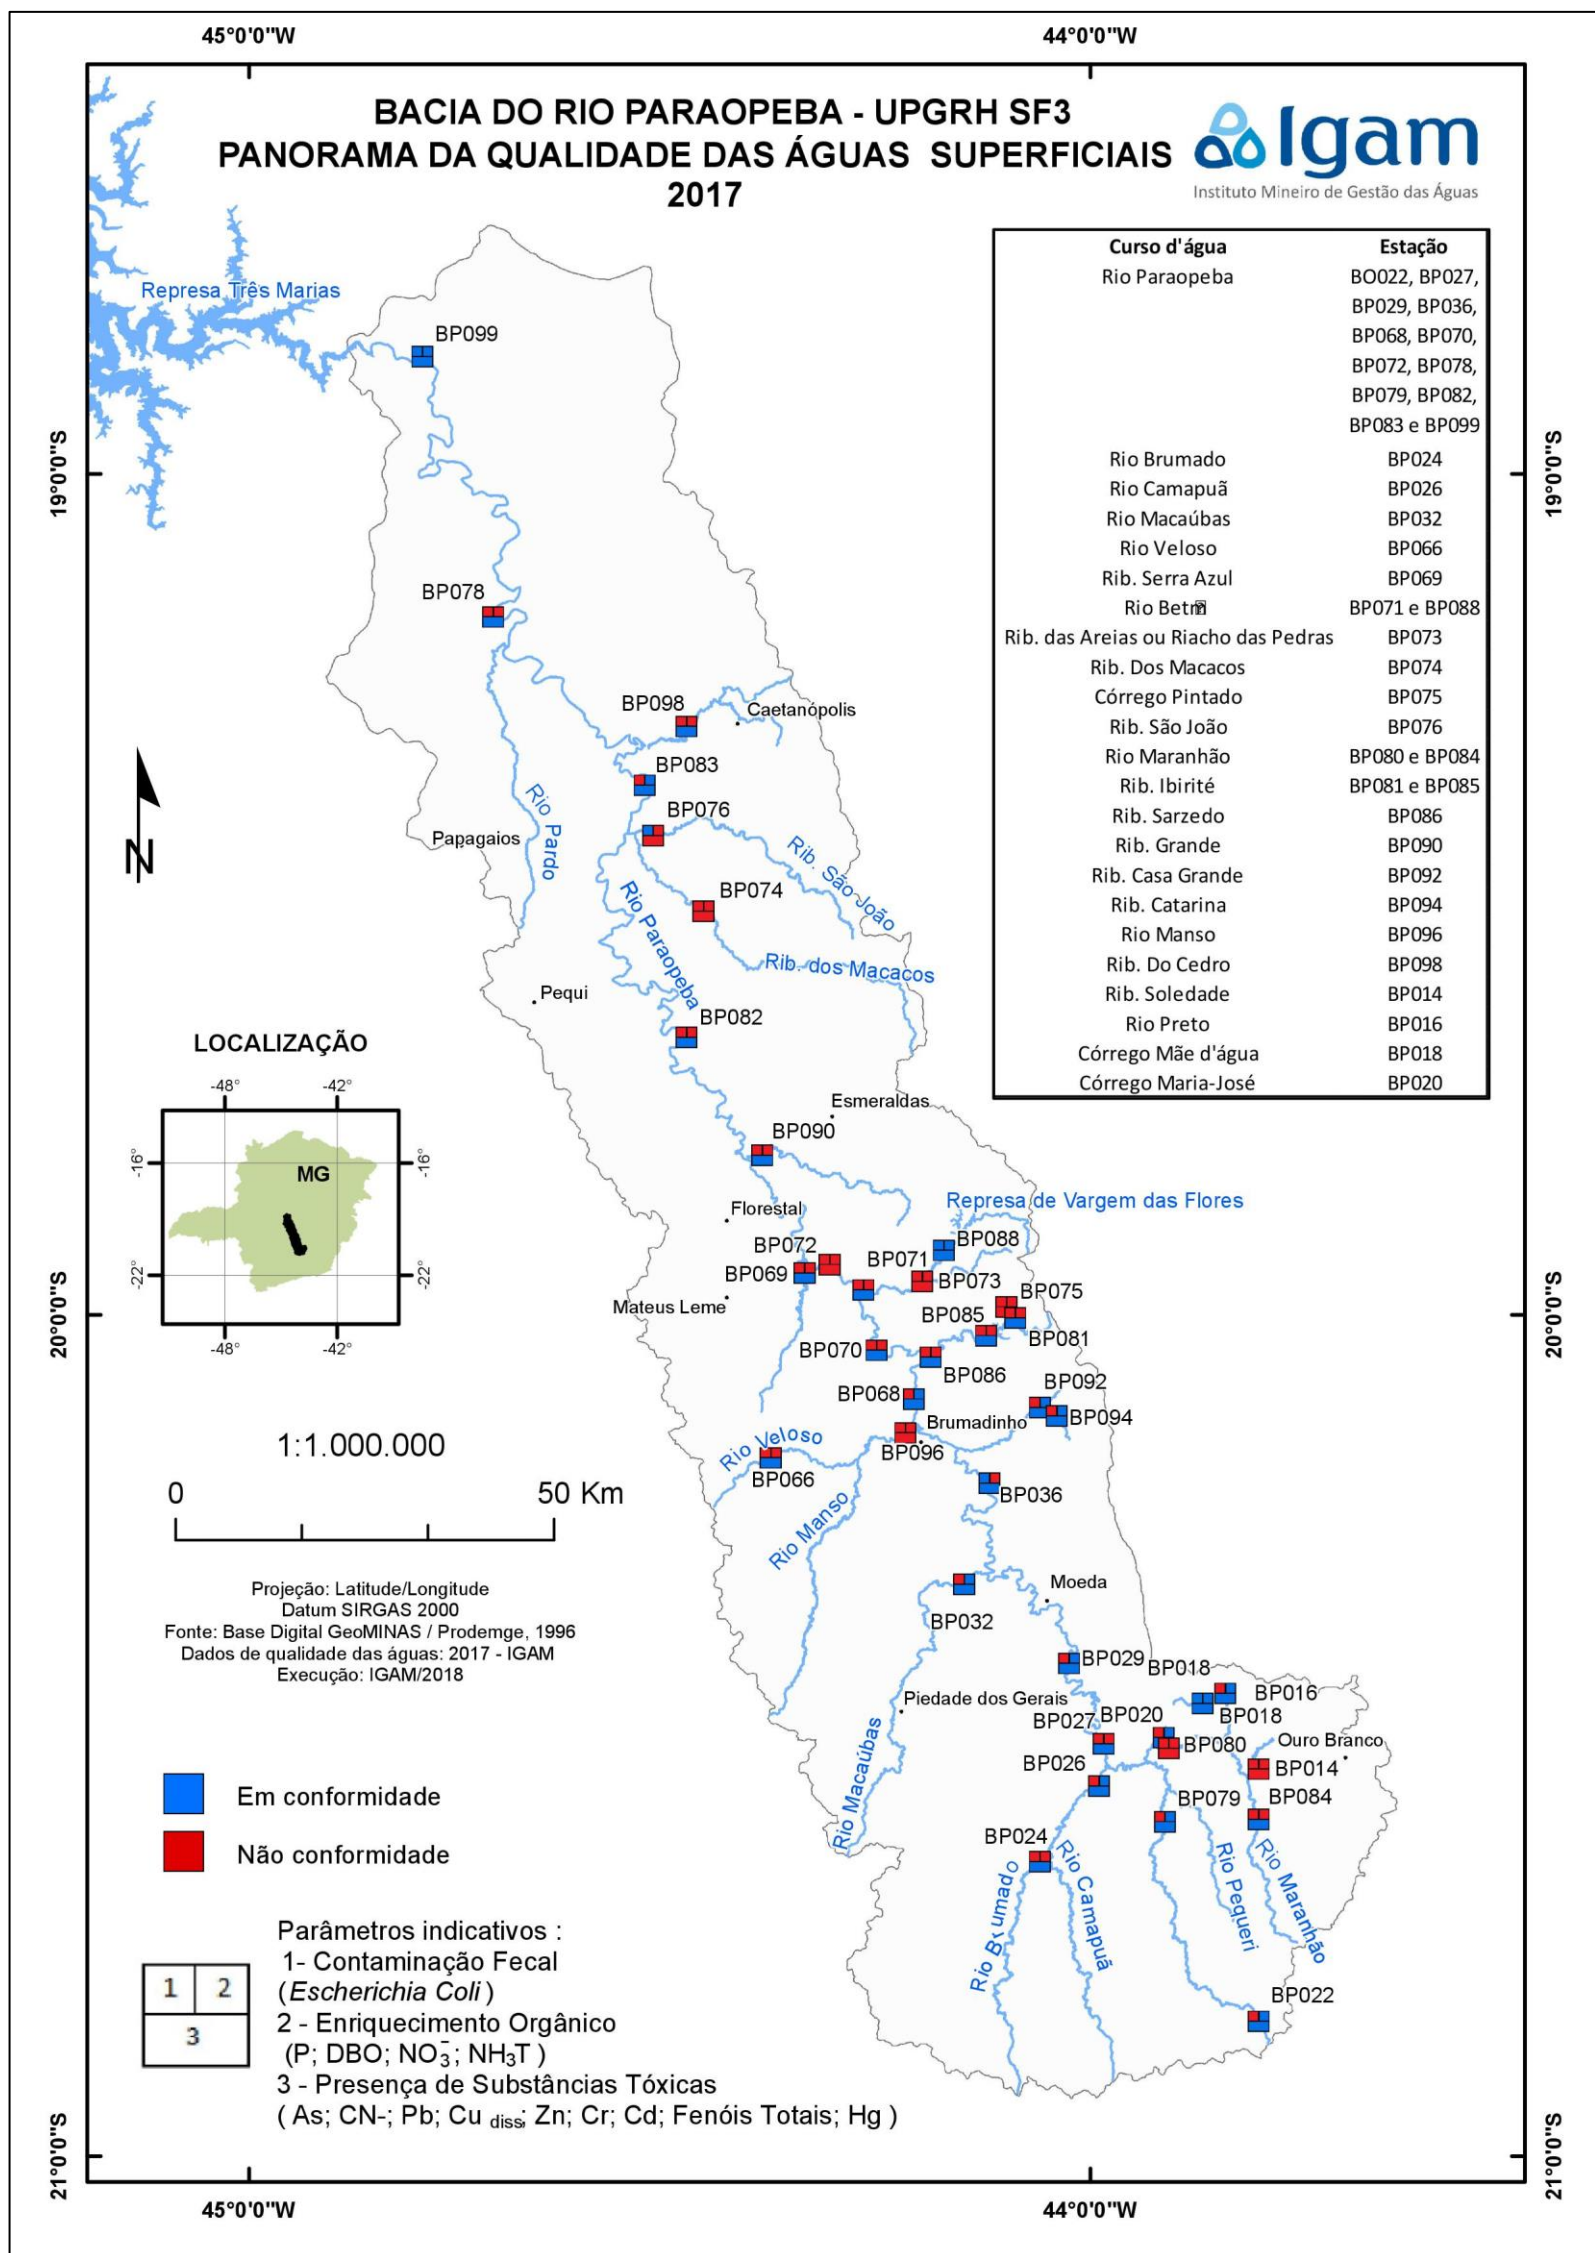 45°0'0"W
44°0'0"W
BACIA DO RIO PARAOPEBA - UPGRH SF3
PANORAMA DA QUALIDADE DAS ÁGUAS SUPERFICIAIS
2017
Igam
Instituto Mineiro de Gestão das Águas
Curso d'água Estação
Rio Paraopeba BO022, BP027,
BP029, BP036,
BP068, BP070,
BP072, BP078,
BP079, BP082,
BP083 e BP099
Rio Brumado BP024
Rio Camapuã BP026
Rio Macaúbas BP032
Rio Veloso BP066
Rib. Serra Azul BP069
Rio Betm BP071 e BP088
Rib. das Areias ou Riacho das Pedras BP073
Rib. Dos Macacos BP074
Córrego Pintado BP075
Rib. São João BP076
Rio Maranhão BP080 e BP084
Rib. Ibirité BP081 e BP085
Rib. Sarzedo BP086
Rib. Grande BP090
Rib. Casa Grande BP092
Rib. Catarina BP094
Rio Manso BP096
Rib. Do Cedro BP098
Rib. Soledade BP014
Rio Preto BP016
Córrego Mãe d'água BP018
Córrego Maria-José BP020
Represa Três Marias
BP099
19°0'0"S
19°0'0"S
BP078
BP098
Caetanópolis
BP083
BP076
Rio Pardo
Papagaios
Rib. São João
BP074
Rio Paraopeba
Rib. dos Macacos
Pequi
BP082
N
LOCALIZAÇÃO
-48° -42°
-16° -16°
MG
-22° -22°
-48° -42°
Esmeraldas
BP090
Florestal
Represa de Vargem das Flores
BP088
BP072
BP071
BP069
BP073
BP075
Mateus Leme
BP085
BP081
20°0'0"S
20°0'0"S
BP070
BP086
BP092
BP068
BP094
Brumadinho
BP096
Rio Veloso
BP066
BP036
Rio Manso
1:1.000.000
0 50 Km
Projeção: Latitude/Longitude
Datum SIRGAS 2000
Fonte: Base Digital GeoMINAS / Prodemge, 1996
Dados de qualidade das águas: 2017 - IGAM
Execução: IGAM/2018
Moeda
BP032
BP029
BP018
BP016
BP018
Piedade dos Gerais
BP027
BP020
BP080
Ouro Branco
BP014
BP026
BP079
BP084
Rio Macaúbas
BP024
Rio Brumado
Rio Camapuã
Rio Pequeri
Rio Maranhão
BP022
Em conformidade
Não conformidade
1 2
3
Parâmetros indicativos :
1- Contaminação Fecal
(Escherichia Coli)
2 - Enriquecimento Orgânico
(P; DBO; NO₃⁻; NH₃T )
3 - Presença de Substâncias Tóxicas
( As; CN-; Pb; Cu diss; Zn; Cr; Cd; Fenóis Totais; Hg )
21°0'0"S
21°0'0"S
45°0'0"W
44°0'0"W